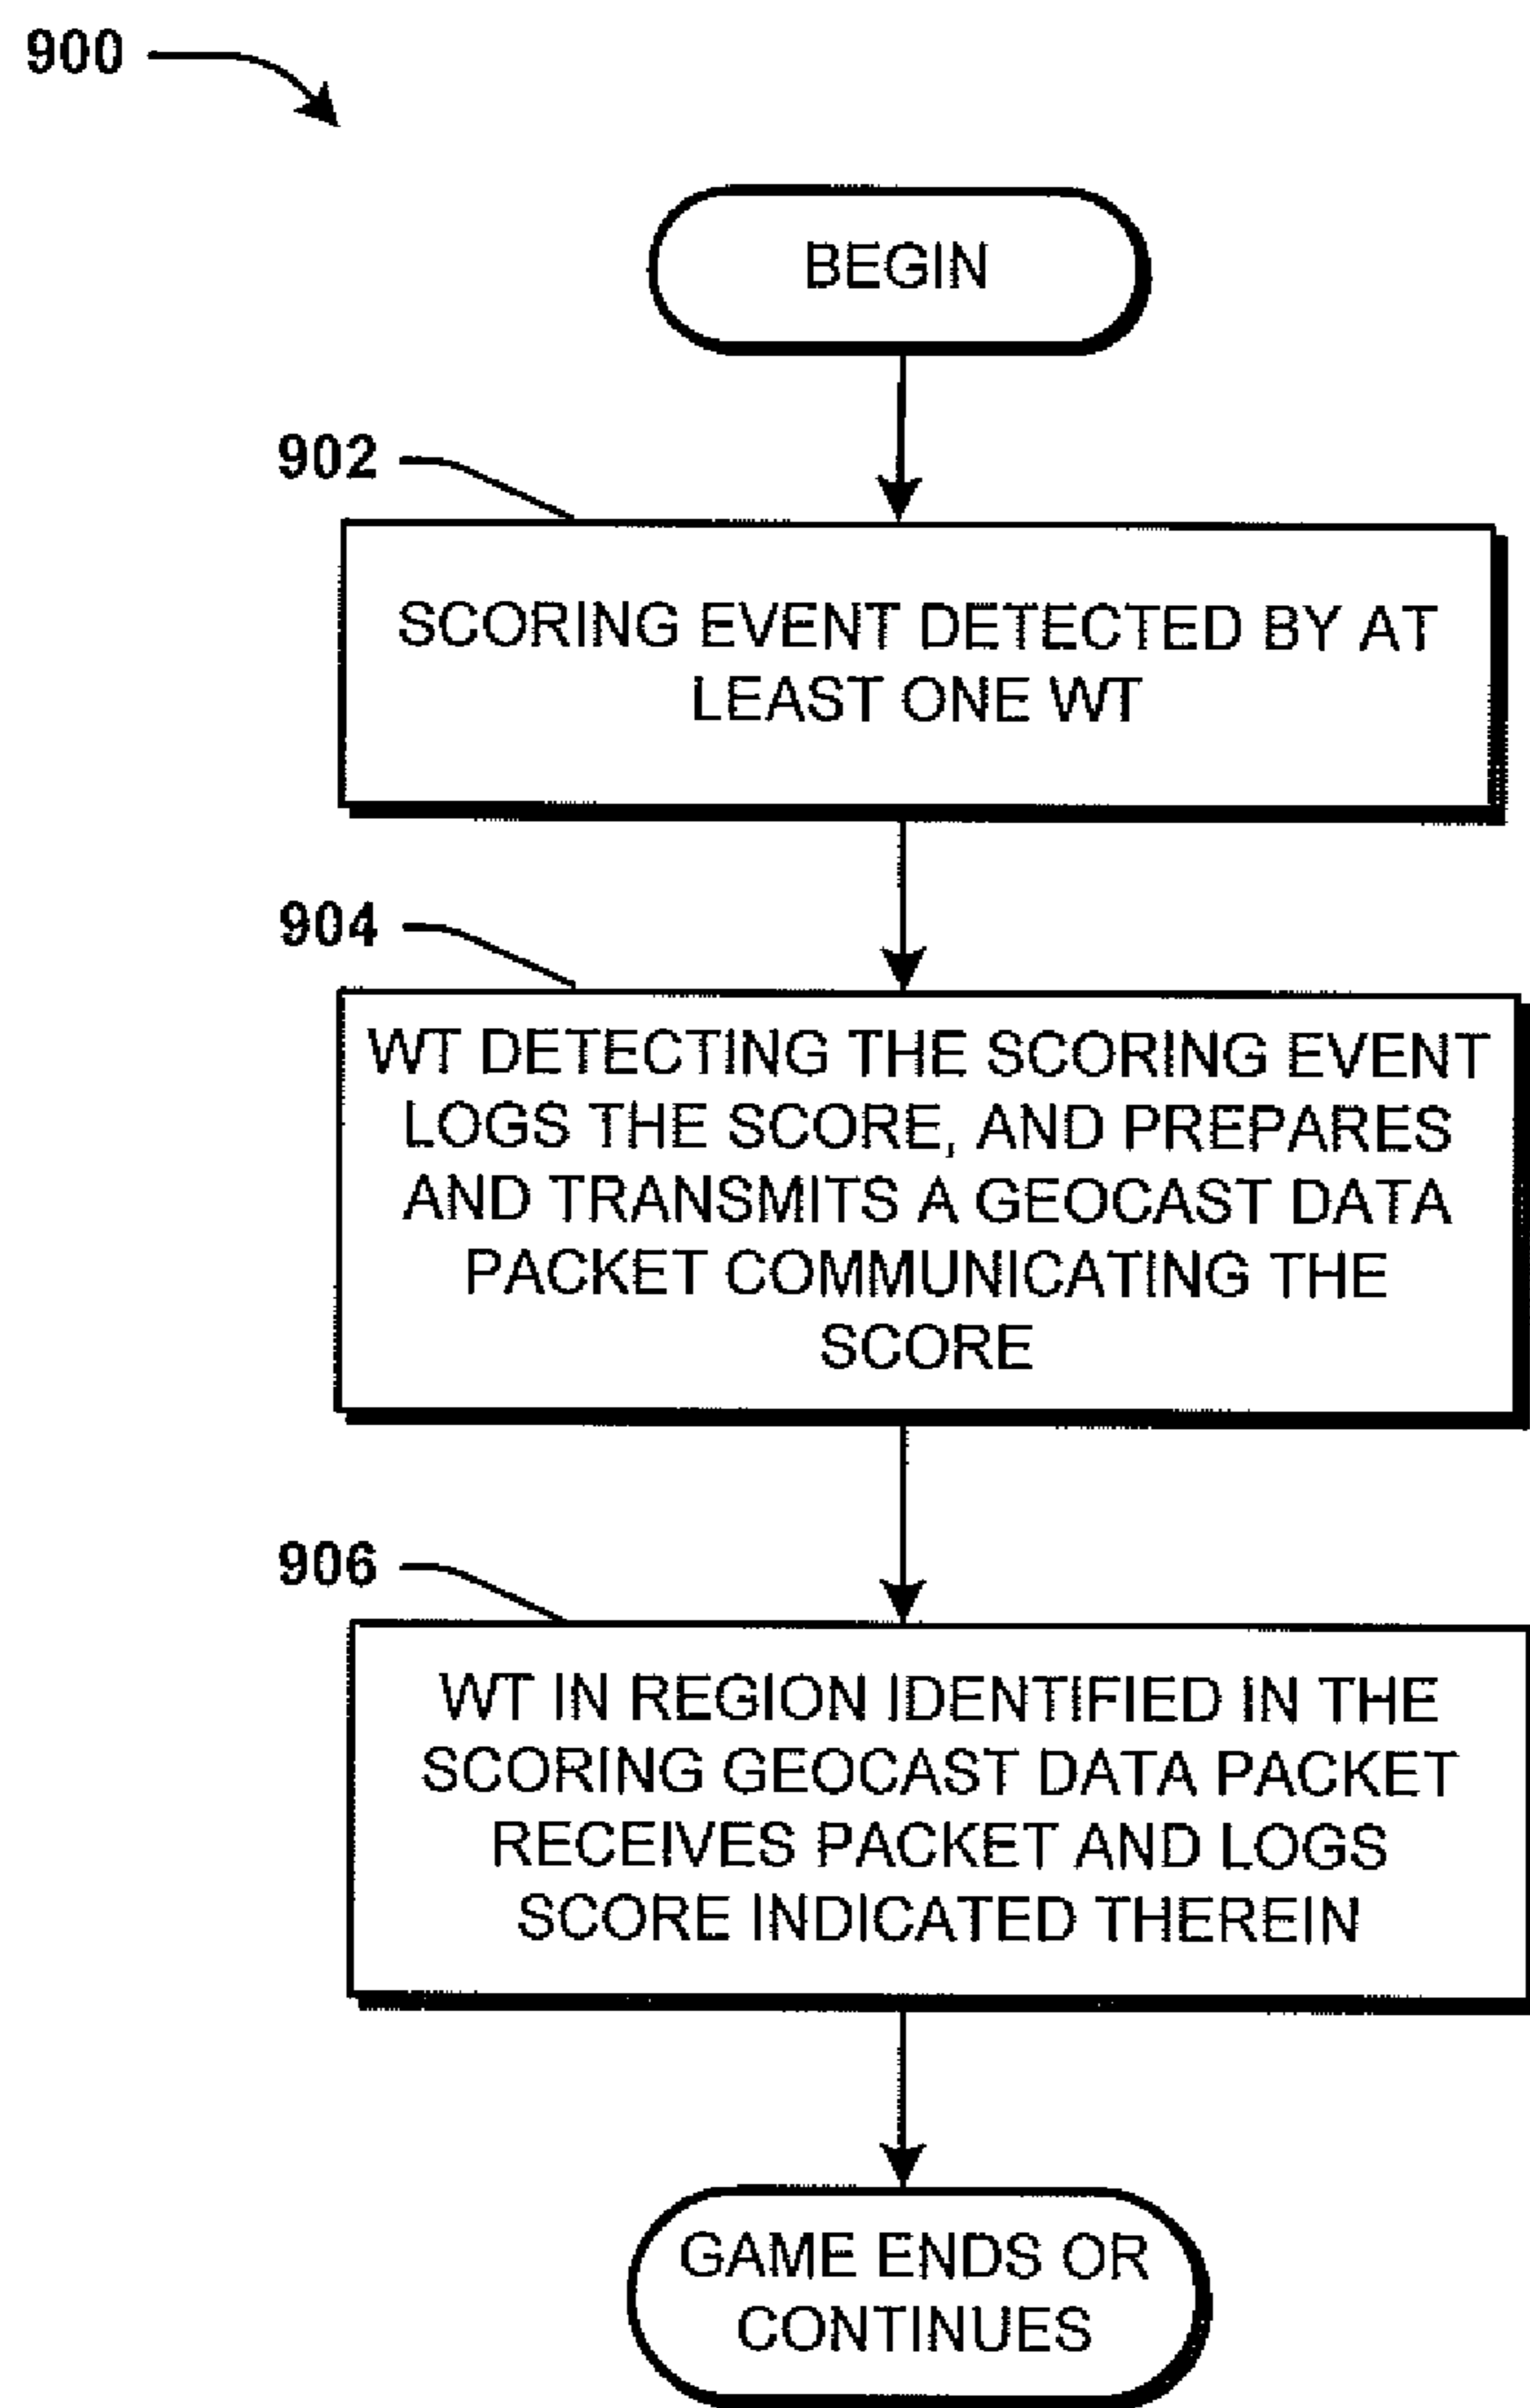 900
BEGIN
902
SCORING EVENT DETECTED BY AT
LEAST ONE WT
904
WT DETECTING THE SCORING EVENT
LOGS THE SCORE, AND PREPARES
AND TRANSMITS A GEOCAST DATA
PACKET COMMUNICATING THE
SCORE
906
WT IN REGION IDENTIFIED IN THE
SCORING GEOCAST DATA PACKET
RECEIVES PACKET AND LOGS
SCORE INDICATED THEREIN
GAME ENDS OR
CONTINUES